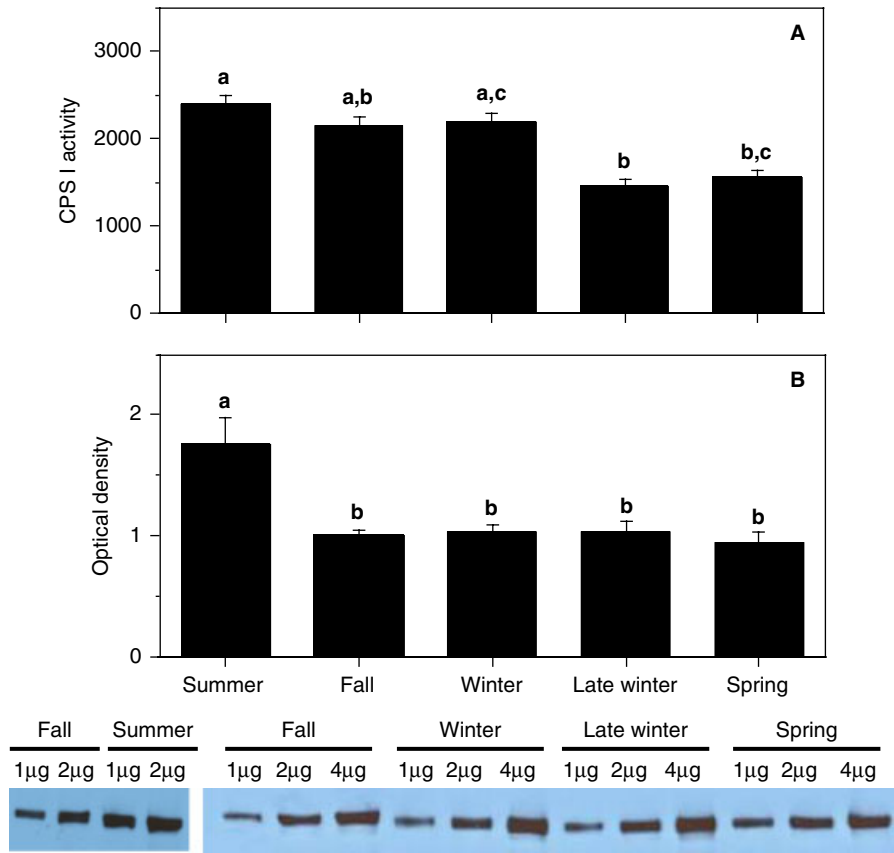 A
3000
2000
1000
0
CPS I activity
a
a,b
a,c
b
b,c
B
2
1
0
Optical density
a
b
b
b
b
Summer Fall Winter Late winter Spring
Fall Summer Fall Winter Late winter Spring
1μg 2μg 1μg 2μg 1μg 2μg 4μg 1μg 2μg 4μg 1μg 2μg 4μg 1μg 2μg 4μg